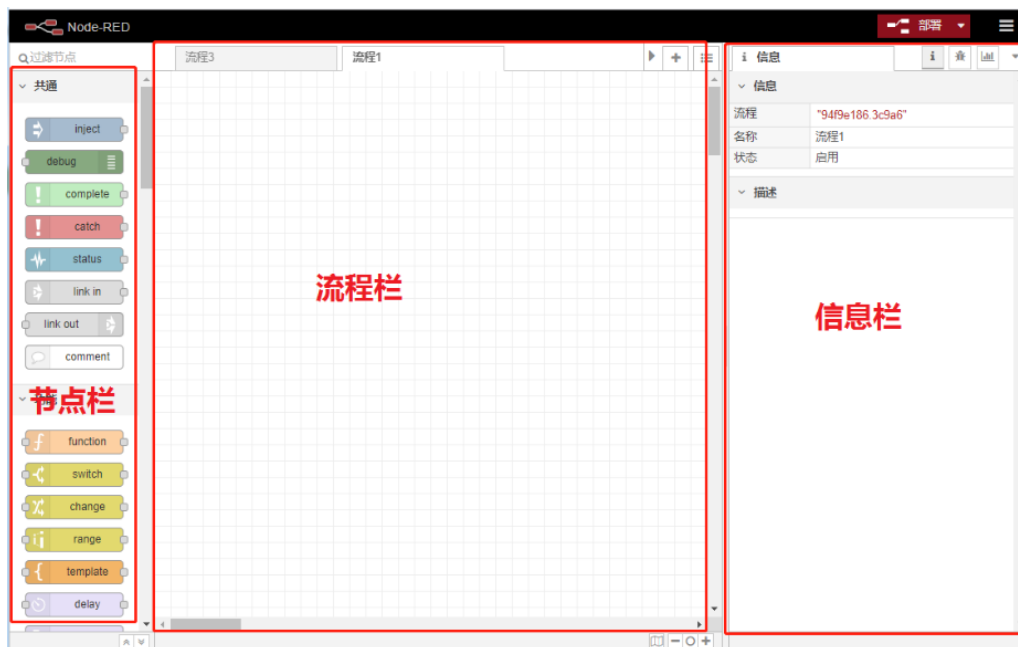 Node-RED
部署
过滤节点
流程3
流程1
信息
共通
inject
debug
complete
catch
status
link in
link out
comment
节点栏
function
switch
change
range
template
delay
流程栏
信息
流程
"94f9e186.3c9a6"
名称
流程1
状态
启用
描述
信息栏